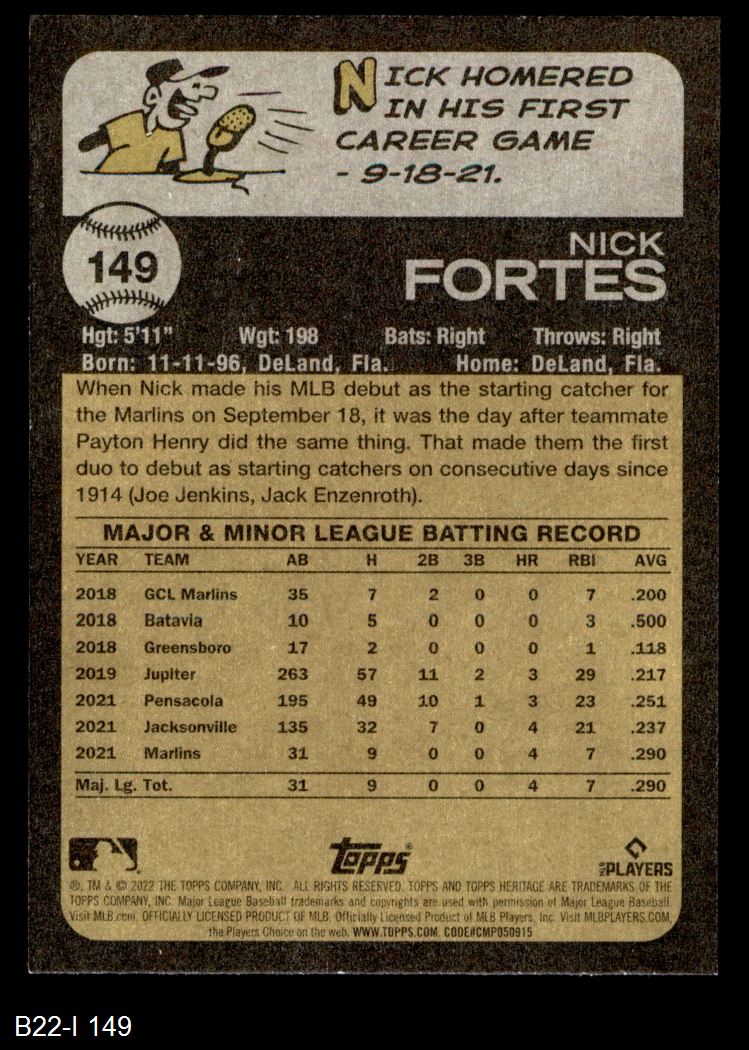 NICK HOMERED
IN HIS FIRST
CAREER GAME
- 9-18-21.
149
NICK
FORTES
Hgt: 5'11" Wgt: 198 Bats: Right Throws: Right
Born: 11-11-96, DeLand, Fla. Home: DeLand, Fla.
When Nick made his MLB debut as the starting catcher for
the Marlins on September 18, it was the day after teammate
Payton Henry did the same thing. That made them the first
duo to debut as starting catchers on consecutive days since
1914 (Joe Jenkins, Jack Enzenroth).
MAJOR & MINOR LEAGUE BATTING RECORD
YEAR TEAM AB H 2B 3B HR RBI AVG
2018 GCL Marlins 35 7 2 0 0 7 .200
2018 Batavia 10 5 0 0 0 3 .500
2018 Greensboro 17 2 0 0 0 1 .118
2019 Jupiter 263 57 11 2 3 29 .217
2021 Pensacola 195 49 10 1 3 23 .251
2021 Jacksonville 135 32 7 0 4 21 .237
2021 Marlins 31 9 0 0 4 7 .290
Maj. Lg. Tot. 31 9 0 0 4 7 .290
Topps
MLB PLAYERS
®, TM & © 2022 THE TOPPS COMPANY, INC. ALL RIGHTS RESERVED. TOPPS AND TOPPS HERITAGE ARE TRADEMARKS OF THE
TOPPS COMPANY, INC. Major League Baseball trademarks and copyrights are used with permission of Major League Baseball.
Visit MLB.com. OFFICIALLY LICENSED PRODUCT OF MLB. Officially Licensed Product of MLB Players, Inc. Visit MLBPLAYERS.COM,
the Players Choice on the web. WWW.TOPPS.COM. CODE#CMP050915
B22-I 149